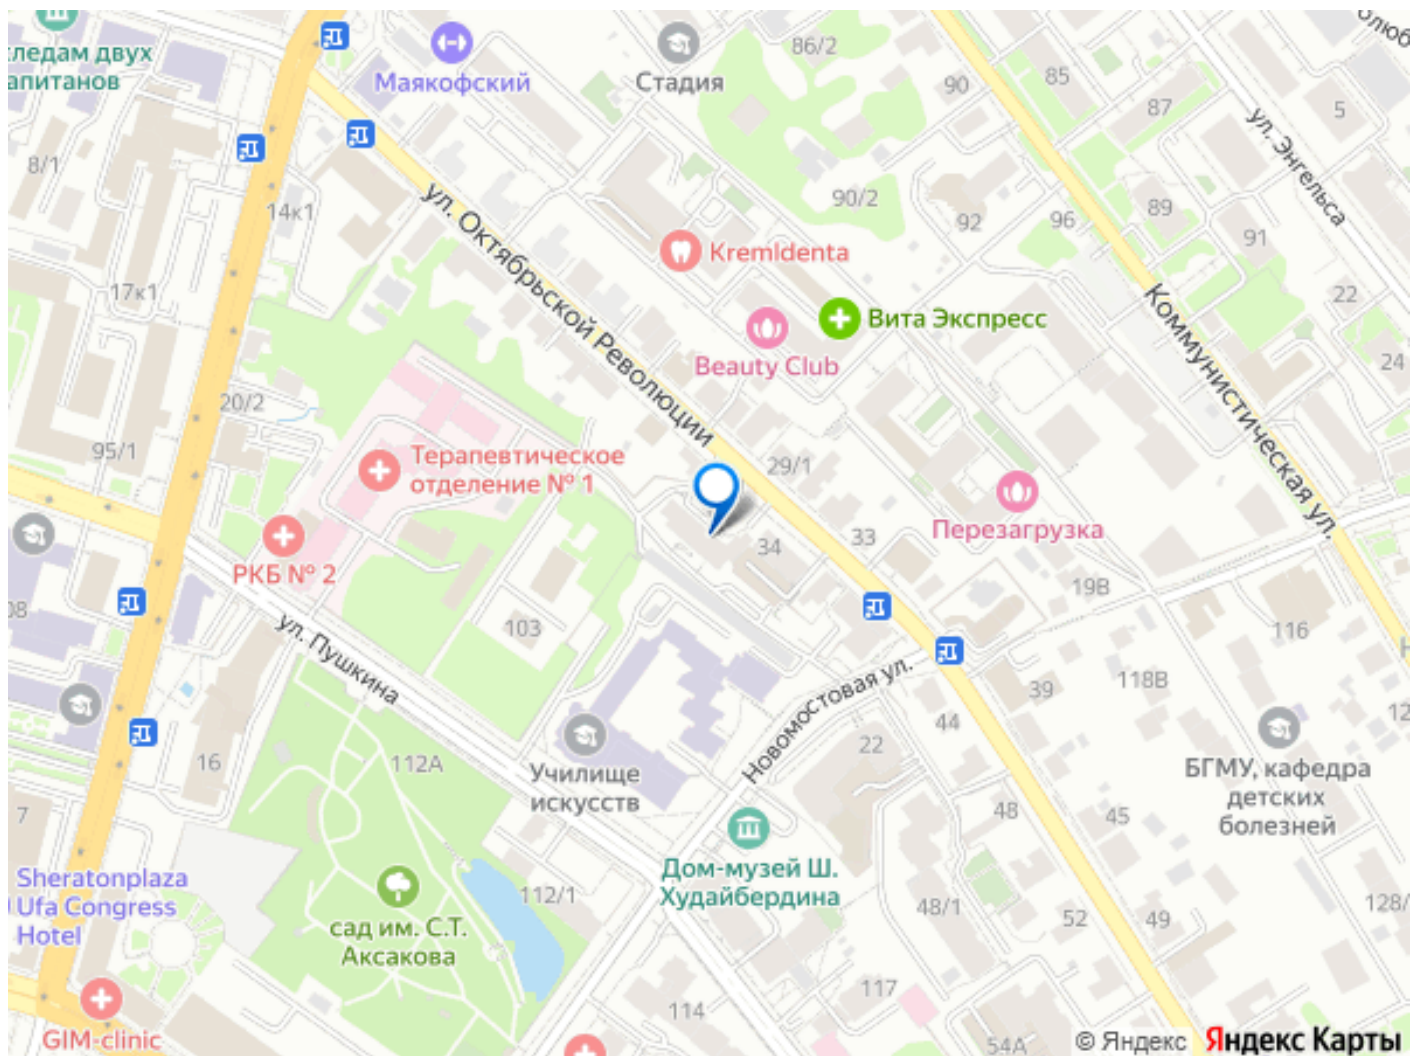 следам двух
апитанов
Маякофский
Стадия
86/2
90
85
87
5
ул. Энгельса
8/1
14к1
ул. Октябрьской Революции
90/2
92
96
89
91
22
24
17к1
KremIdenta
Вита Экспресс
Beauty Club
Коммунистическая ул.
20/2
95/1
Терапевтическое
отделение № 1
29/1
Перезагрузка
33
34
19В
РКБ № 2
08
103
ул. Пушкина
116
118В
39
44
Новомостовая ул.
22
16
112А
Училище
искусств
БГМУ, кафедра
детских
болезней
12
7
48
45
Дом-музей Ш.
Худайбердина
Sheratonplaza
Ufa Congress
Hotel
112/1
48/1
52
49
128/
сад им. С.Т.
Аксакова
117
114
54А
GIM-clinic
© Яндекс Яндекс Карты